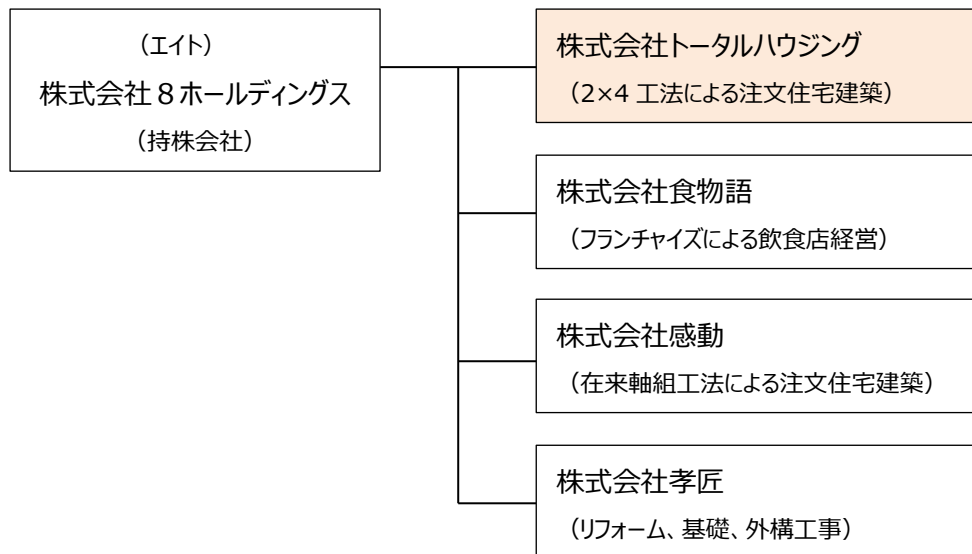 （エイト）
株式会社８ホールディングス
（持株会社）
株式会社トータルハウジング
（2×4 工法による注文住宅建築）
株式会社食物語
（フランチャイズによる飲食店経営）
株式会社感動
（在来軸組工法による注文住宅建築）
株式会社孝匠
（リフォーム、基礎、外構工事）